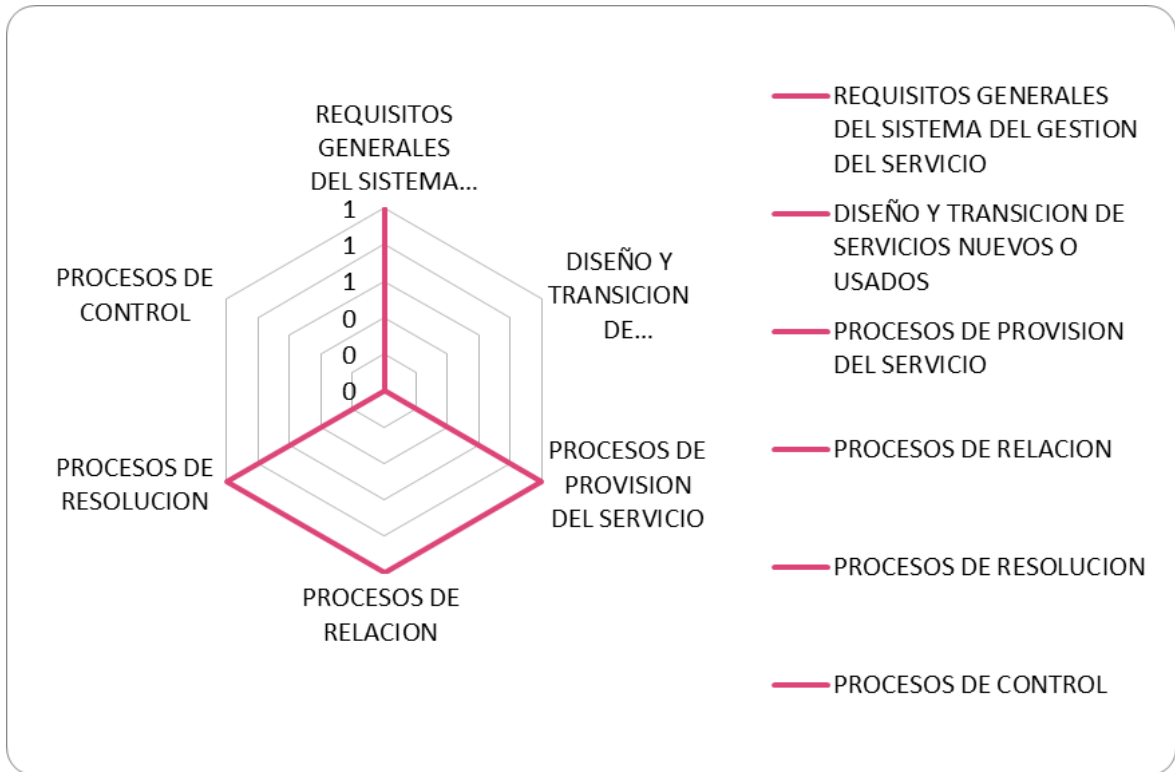 REQUISITOS
GENERALES
DEL SISTEMA...
1
1
1
0
0
0
DISEÑO Y
TRANSICION
DE...
PROCESOS DE
PROVISION
DEL SERVICIO
PROCESOS DE
RELACION
PROCESOS DE
RESOLUCION
PROCESOS DE
CONTROL
REQUISITOS GENERALES
DEL SISTEMA DEL GESTION
DEL SERVICIO
DISEÑO Y TRANSICION DE
SERVICIOS NUEVOS O
USADOS
PROCESOS DE PROVISION
DEL SERVICIO
PROCESOS DE RELACION
PROCESOS DE RESOLUCION
PROCESOS DE CONTROL